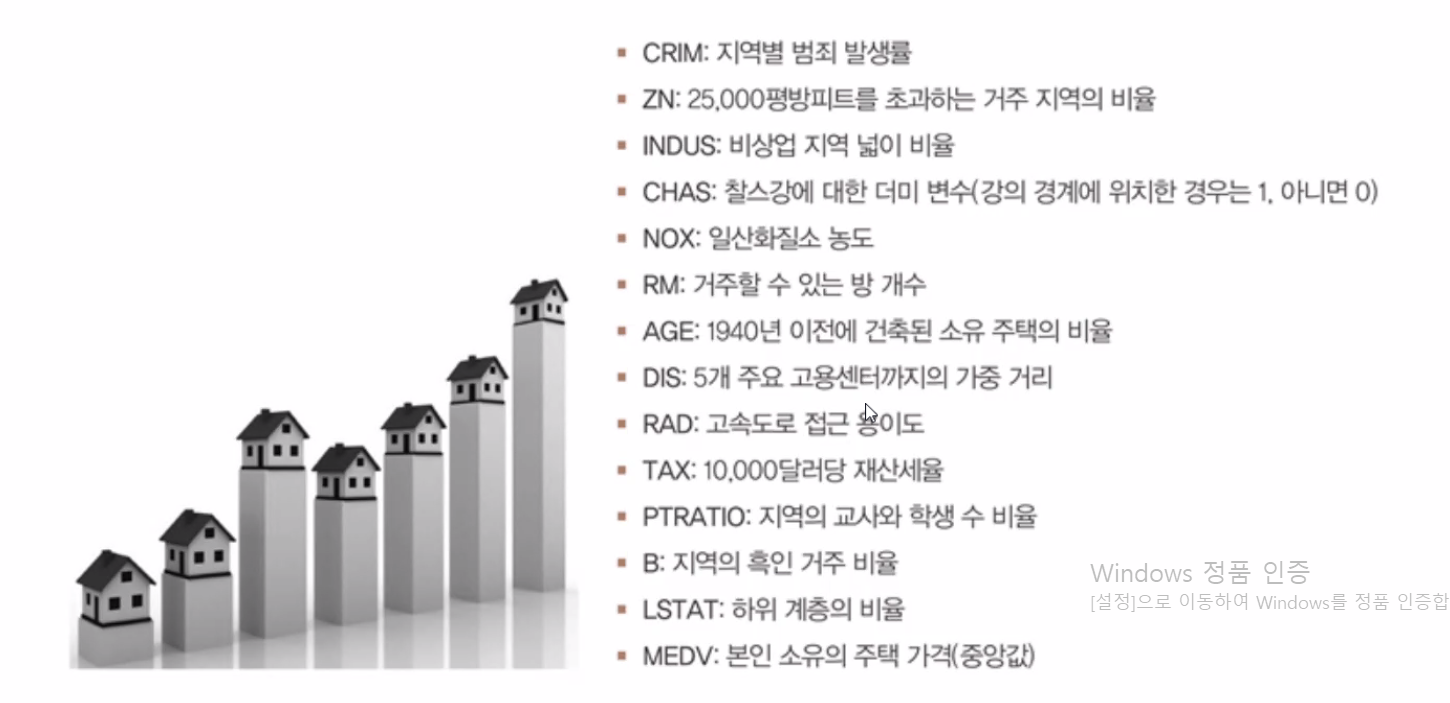 CRIM: 지역별 범죄 발생률
ZN: 25,000평방피트를 초과하는 거주 지역의 비율
INDUS: 비상업 지역 넓이 비율
CHAS: 찰스강에 대한 더미 변수(강의 경계에 위치한 경우는 1, 아니면 0)
NOX: 일산화질소 농도
RM: 거주할 수 있는 방 개수
AGE: 1940년 이전에 건축된 소유 주택의 비율
DIS: 5개 주요 고용센터까지의 가중 거리
RAD: 고속도로 접근 용이도
TAX: 10,000달러당 재산세율
PTRATIO: 지역의 교사와 학생 수 비율
B: 지역의 흑인 거주 비율
LSTAT: 하위 계층의 비율
MEDV: 본인 소유의 주택 가격(중앙값)
Windows 정품 인증
[설정]으로 이동하여 Windows를 정품 인증합